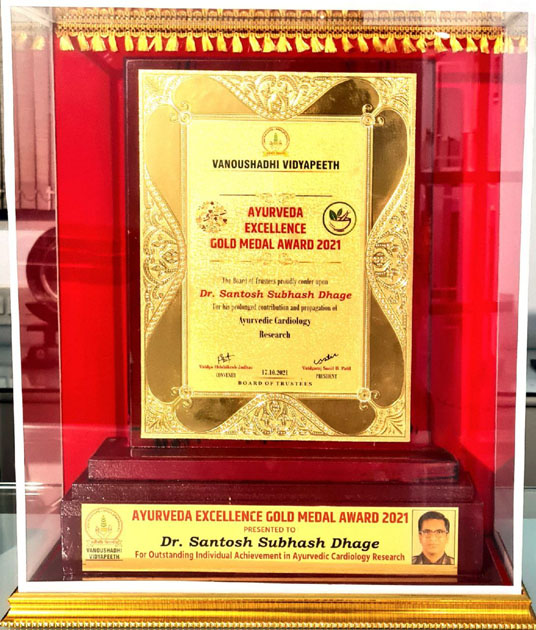 VANOUSHADHI VIDYAPEETH
AYURVEDA
EXCELLENCE
GOLD MEDAL AWARD 2021
The Board of Trustees proudly confer upon
Dr. Santosh Subhash Dhage
For his prolonged contribution and propagation of
Ayurvedic Cardiology
Research
17.10.2021
CONVENER
PRESIDENT
BOARD OF TRUSTEES
AYURVEDA EXCELLENCE GOLD MEDAL AWARD 2021
PRESENTED TO
Dr. Santosh Subhash Dhage
For Outstanding Individual Achievement in Ayurvedic Cardiology Research
VANOUSHADHI
VIDYAPEETH